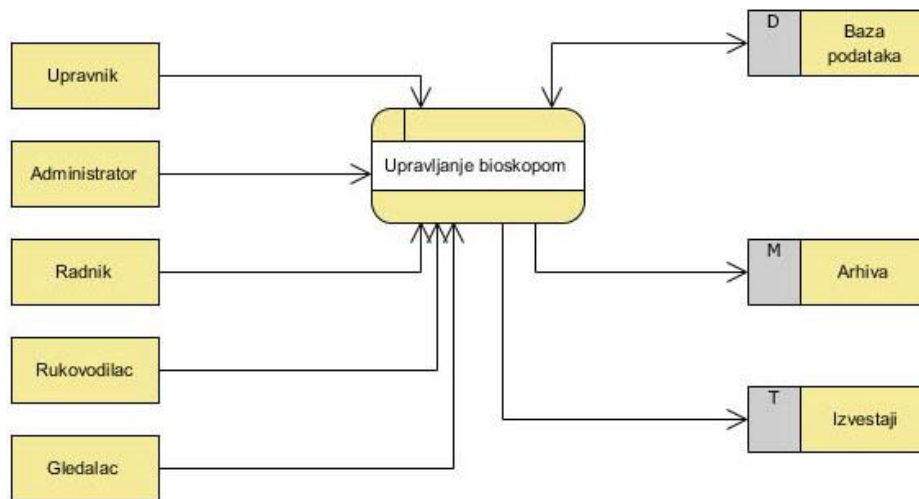 Upravnik
Administrator
Radnik
Rukovodilac
Gledalac
Upravljanje bioskopom
D
Baza
podataka
M
Arhiva
T
Izvestaji